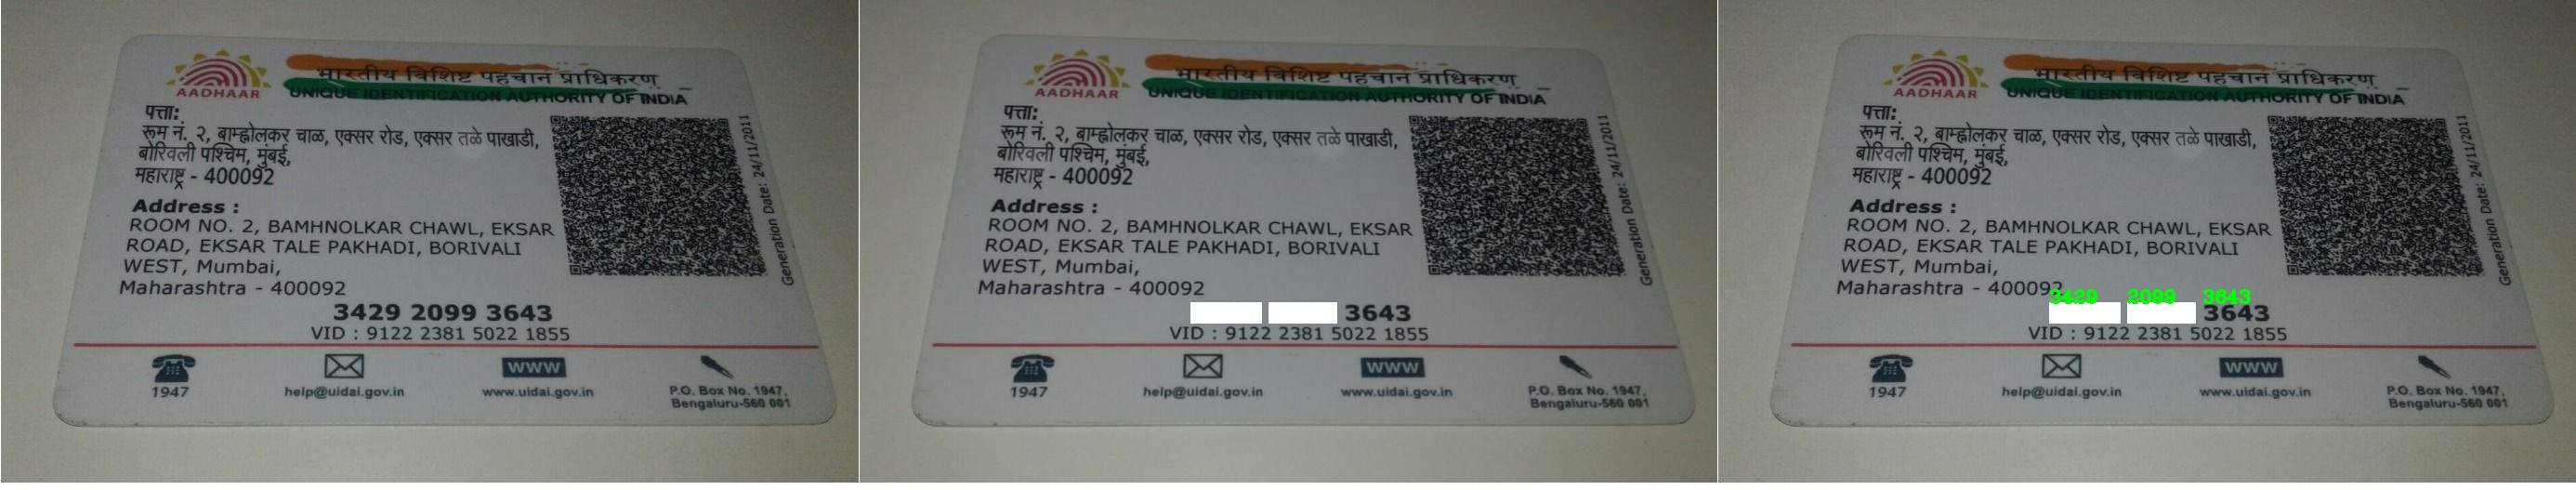 AADHAAR
भारतीय विशिष्ट पहचान प्राधिकरण
UNIQUE IDENTIFICATION AUTHORITY OF INDIA
पत्ता:
रूम नं. २, बाम्ह्नोलकर चाळ, एक्सर रोड, एक्सर तळे पाखाडी,
बोरिवली पश्चिम, मुंबई,
महाराष्ट्र - 400092
Address :
ROOM NO. 2, BAMHNOLKAR CHAWL, EKSAR
ROAD, EKSAR TALE PAKHADI, BORIVALI
WEST, Mumbai,
Maharashtra - 400092
Generation Date: 24/11/2011
3429 2099 3643
VID : 9122 2381 5022 1855
1947
help@uidai.gov.in
www
www.uidai.gov.in
P.O. Box No. 1947,
Bengaluru-560 001
AADHAAR
भारतीय विशिष्ट पहचान प्राधिकरण
UNIQUE IDENTIFICATION AUTHORITY OF INDIA
पत्ता:
रूम नं. २, बाम्ह्नोलकर चाळ, एक्सर रोड, एक्सर तळे पाखाडी,
बोरिवली पश्चिम, मुंबई,
महाराष्ट्र - 400092
Address :
ROOM NO. 2, BAMHNOLKAR CHAWL, EKSAR
ROAD, EKSAR TALE PAKHADI, BORIVALI
WEST, Mumbai,
Maharashtra - 400092
Generation Date: 24/11/2011
3643
VID : 9122 2381 5022 1855
1947
help@uidai.gov.in
www
www.uidai.gov.in
P.O. Box No. 1947,
Bengaluru-560 001
AADHAAR
भारतीय विशिष्ट पहचान प्राधिकरण
UNIQUE IDENTIFICATION AUTHORITY OF INDIA
पत्ता:
रूम नं. २, बाम्ह्नोलकर चाळ, एक्सर रोड, एक्सर तळे पाखाडी,
बोरिवली पश्चिम, मुंबई,
महाराष्ट्र - 400092
Address :
ROOM NO. 2, BAMHNOLKAR CHAWL, EKSAR
ROAD, EKSAR TALE PAKHADI, BORIVALI
WEST, Mumbai,
Maharashtra - 400092
Generation Date: 24/11/2011
3429 2099 3643
3643
VID : 9122 2381 5022 1855
1947
help@uidai.gov.in
www
www.uidai.gov.in
P.O. Box No. 1947,
Bengaluru-560 001